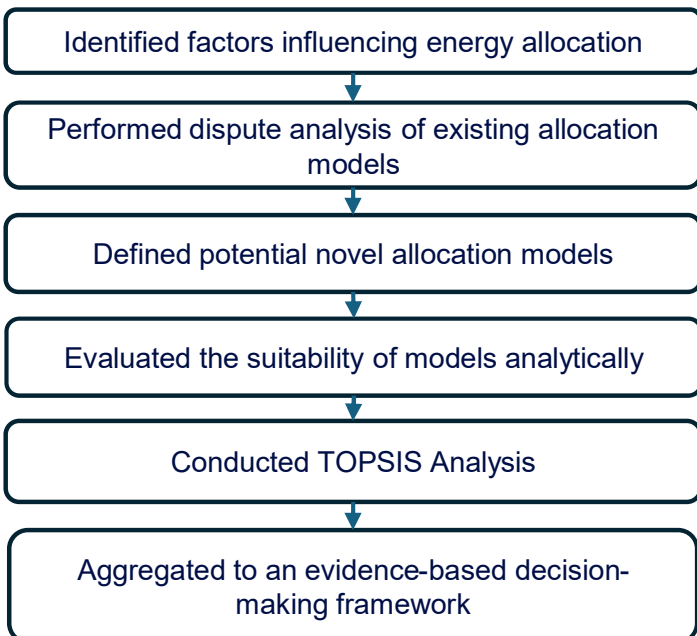 Identified factors influencing energy allocation
Performed dispute analysis of existing allocation
models
Defined potential novel allocation models
Evaluated the suitability of models analytically
Conducted TOPSIS Analysis
Aggregated to an evidence-based decision-
making framework